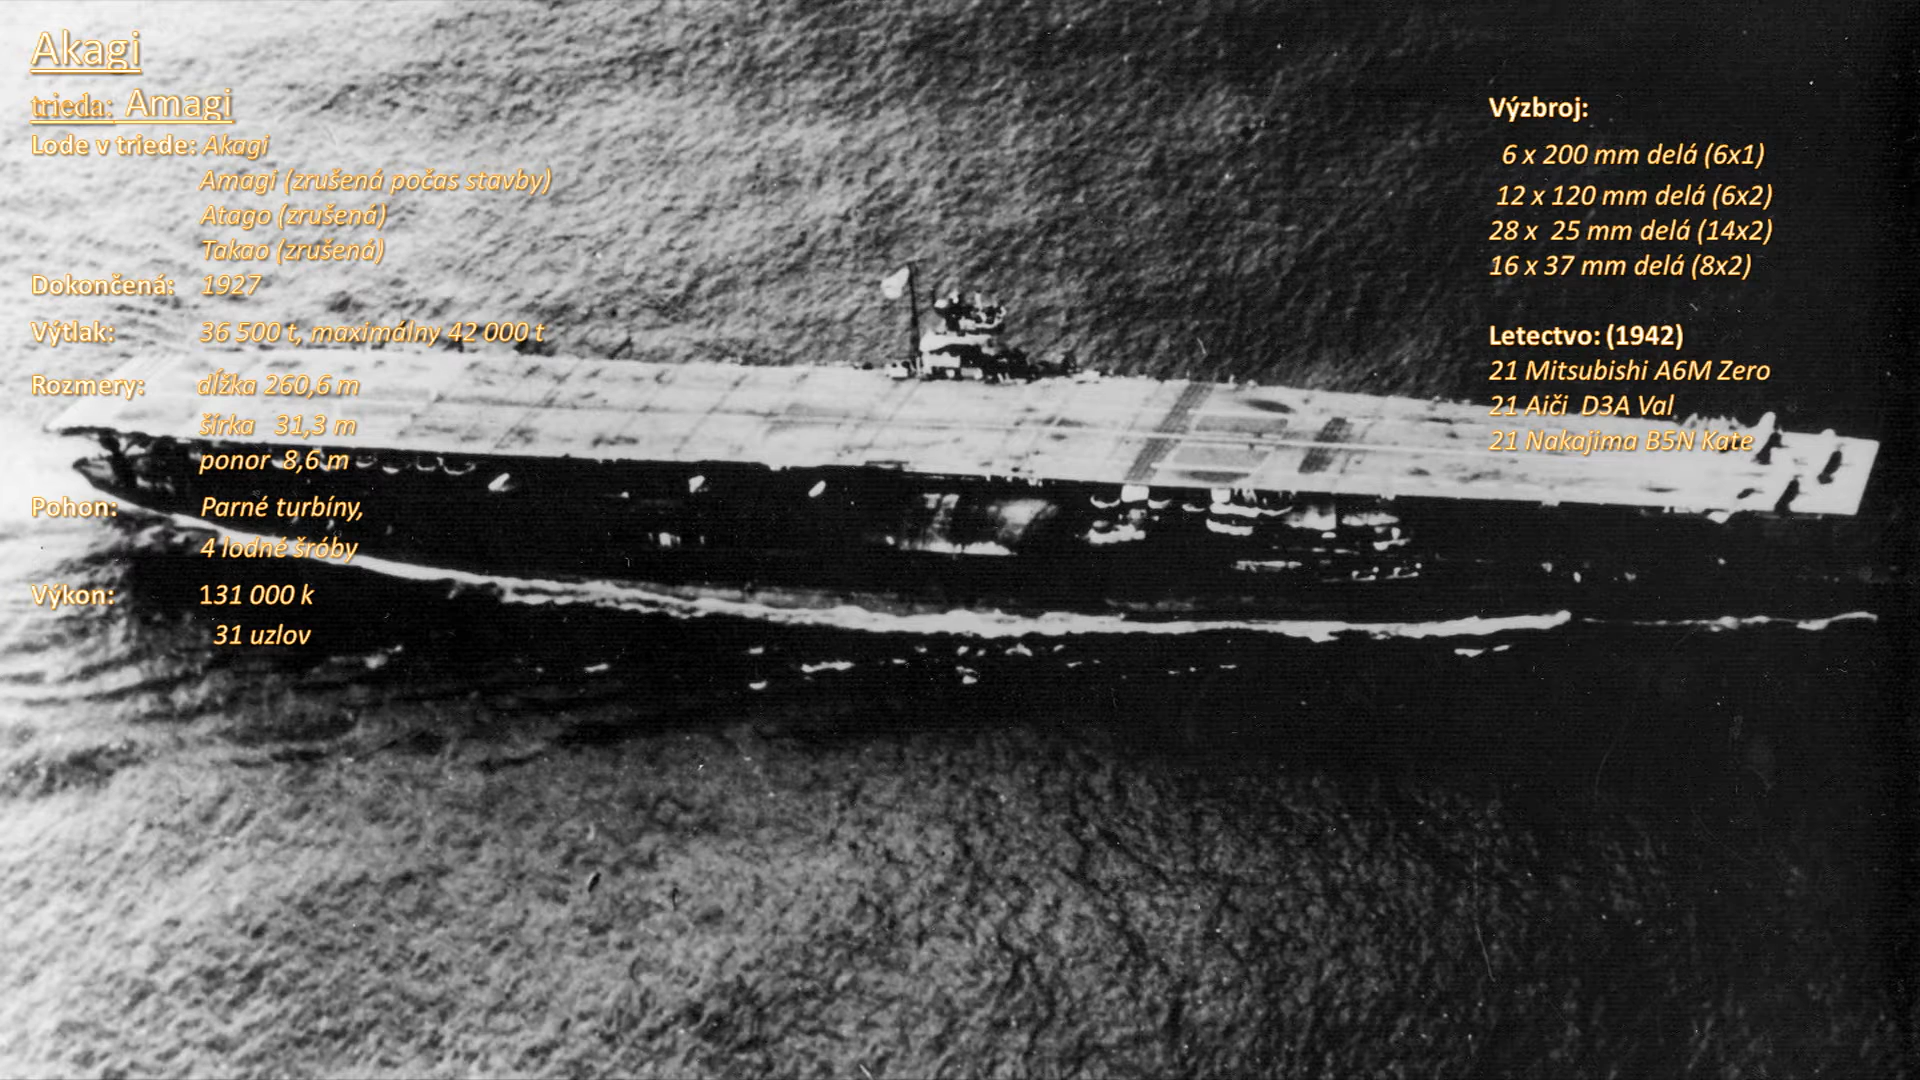 Akagi
trieda: Amagi
Lode v triede: Akagi
Amagi (zrušená počas stavby)
Atago (zrušená)
Takao (zrušená)
Dokončená: 1927
Výtlak: 36 500 t, maximálny 42 000 t
Rozmery: dĺžka 260,6 m
šírka 31,3 m
ponor 8,6 m
Pohon: Parné turbíny,
4 lodné šróby
Výkon: 131 000 k
31 uzlov
Výzbroj:
6 x 200 mm delá (6x1)
12 x 120 mm delá (6x2)
28 x 25 mm delá (14x2)
16 x 37 mm delá (8x2)
Letectvo: (1942)
21 Mitsubishi A6M Zero
21 Aiči D3A Val
21 Nakajima B5N Kate